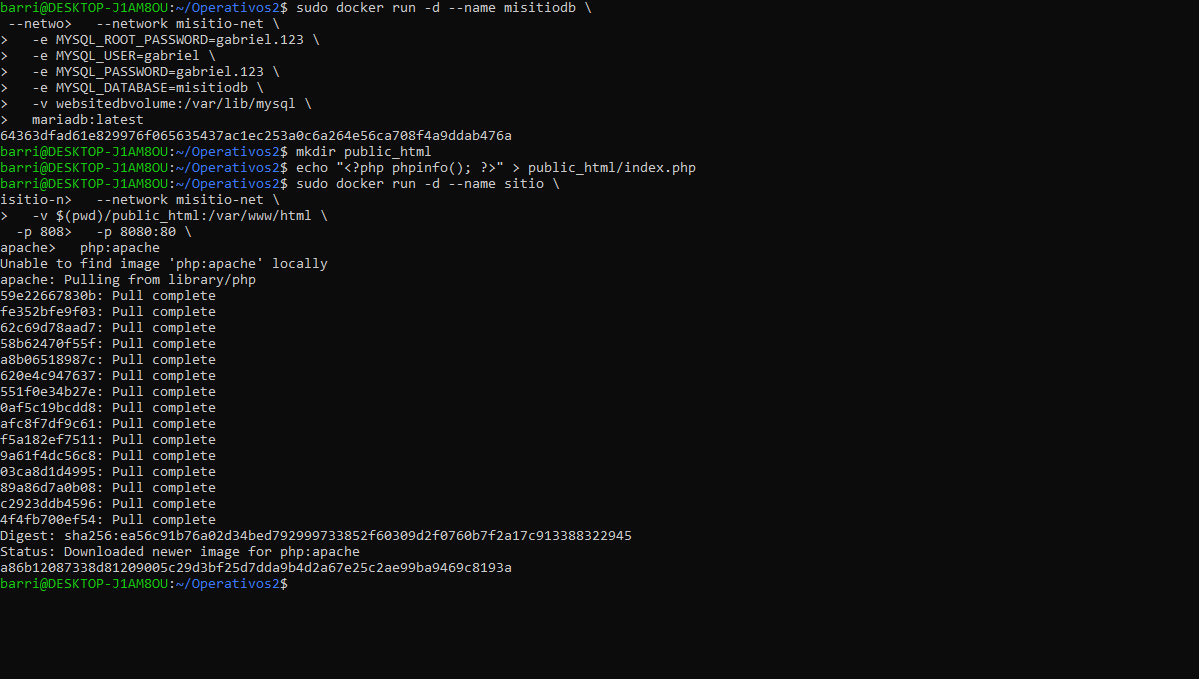 barri@DESKTOP-J1AM8OU:~/Operativos2$ sudo docker run -d --name misitiodb \
 --netwo>   --network misitio-net \
>   -e MYSQL_ROOT_PASSWORD=gabriel.123 \
>   -e MYSQL_USER=gabriel \
>   -e MYSQL_PASSWORD=gabriel.123 \
>   -e MYSQL_DATABASE=misitiodb \
>   -v websitedbvolume:/var/lib/mysql \
>   mariadb:latest
64363dfad61e829976f065635437ac1ec253a0c6a264e56ca708f4a9ddab476a
barri@DESKTOP-J1AM8OU:~/Operativos2$ mkdir public_html
barri@DESKTOP-J1AM8OU:~/Operativos2$ echo "<?php phpinfo(); ?>" > public_html/index.php
barri@DESKTOP-J1AM8OU:~/Operativos2$ sudo docker run -d --name sitio \
isitio-n>   --network misitio-net \
>   -v $(pwd)/public_html:/var/www/html \
  -p 808>   -p 8080:80 \
apache>   php:apache
Unable to find image 'php:apache' locally
apache: Pulling from library/php
59e22667830b: Pull complete
fe352bfe9f03: Pull complete
62c69d78aad7: Pull complete
58b62470f55f: Pull complete
a8b06518987c: Pull complete
620e4c947637: Pull complete
551f0e34b27e: Pull complete
0af5c19bcdd8: Pull complete
afc8f7df9c61: Pull complete
f5a182ef7511: Pull complete
9a61f4dc56c8: Pull complete
03ca8d1d4995: Pull complete
89a86d7a0b08: Pull complete
c2923ddb4596: Pull complete
4f4fb700ef54: Pull complete
Digest: sha256:ea56c91b76a02d34bed792999733852f60309d2f0760b7f2a17c913388322945
Status: Downloaded newer image for php:apache
a86b12087338d81209005c29d3bf25d7dda9b4d2a67e25c2ae99ba9469c8193a
barri@DESKTOP-J1AM8OU:~/Operativos2$